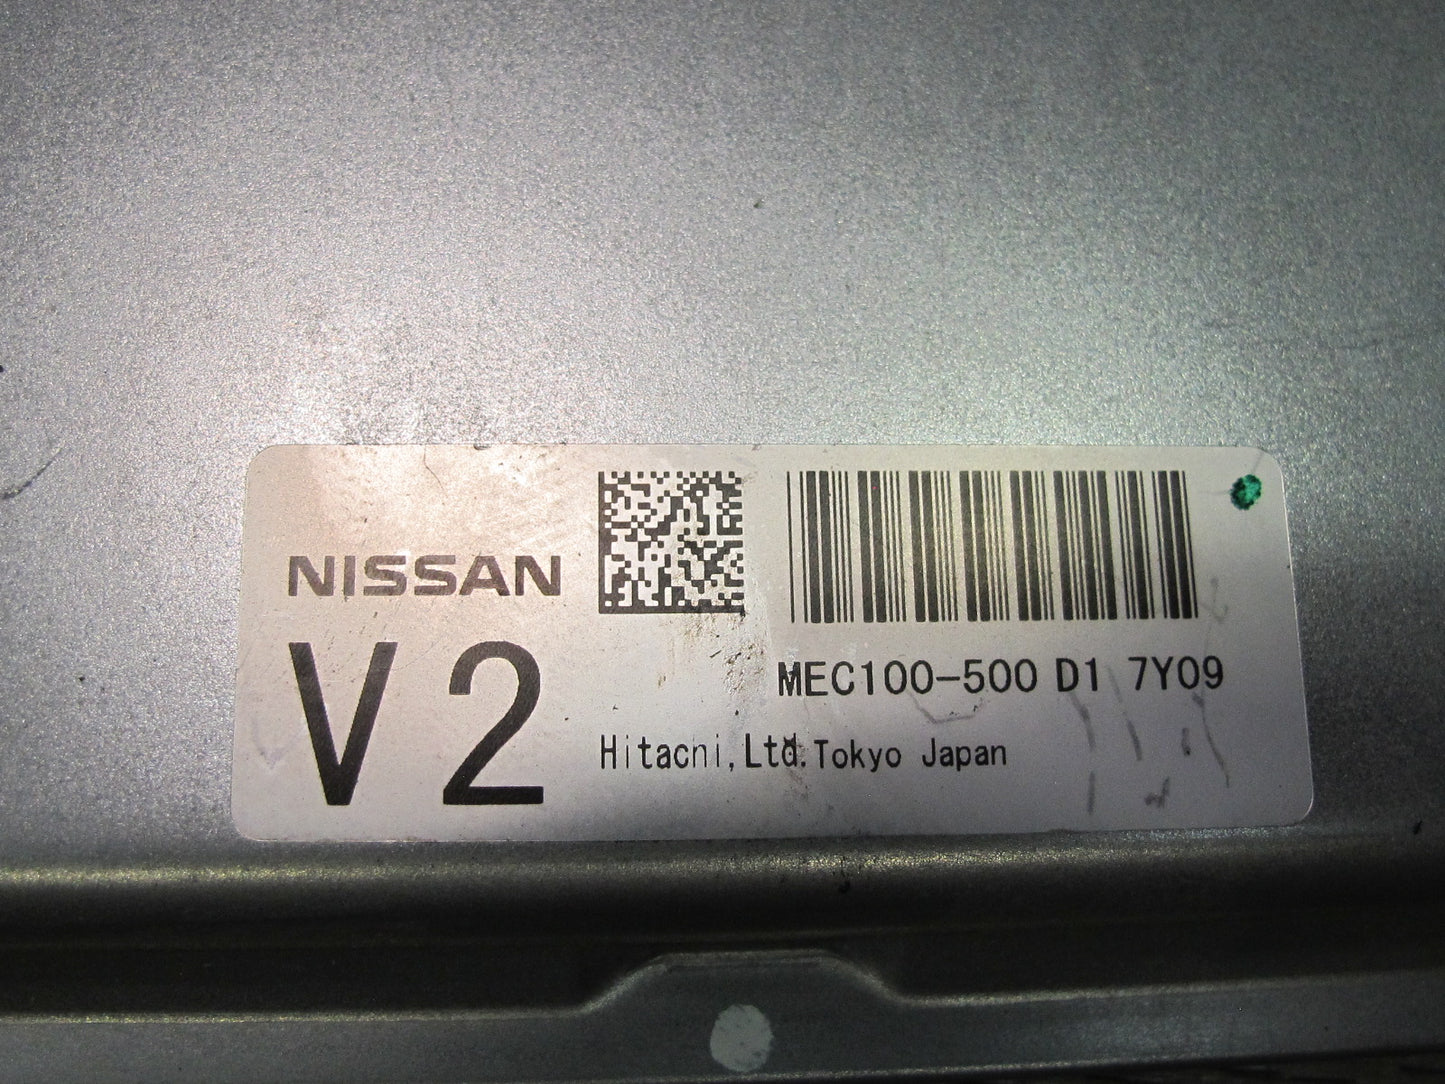 NISSAN
V2
MEC100-500 D1 7Y09
Hitachi,Ltd.Tokyo Japan